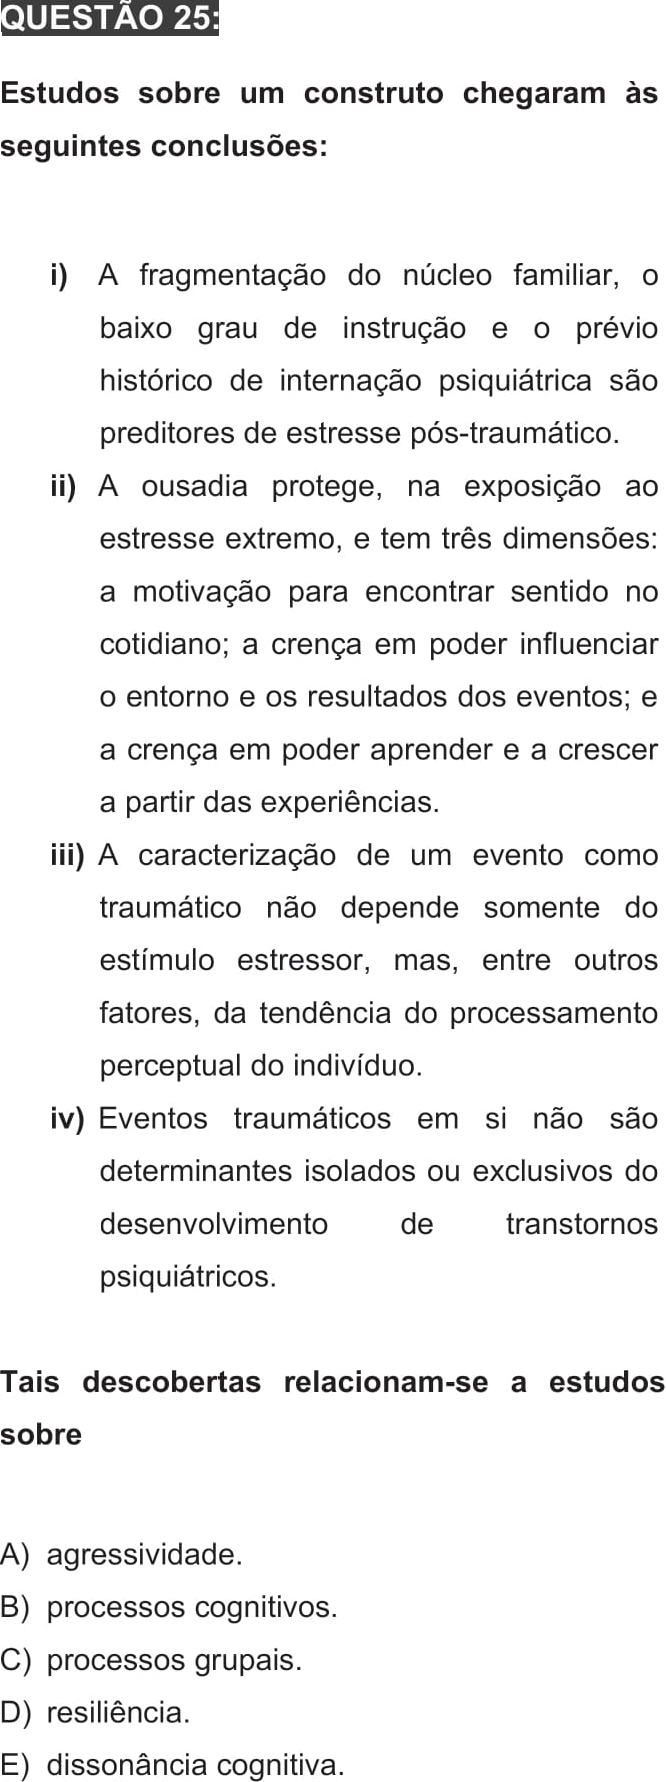 QUESTÃO 25:
Estudos sobre um construto chegaram às
seguintes conclusões:
i) A fragmentação do núcleo familiar, o
baixo grau de instrução e o prévio
histórico de internação psiquiátrica são
preditores de estresse pós-traumático.
ii) A ousadia protege, na exposição ao
estresse extremo, e tem três dimensões:
a motivação para encontrar sentido no
cotidiano; a crença em poder influenciar
o entorno e os resultados dos eventos; e
a crença em poder aprender e a crescer
a partir das experiências.
iii) A caracterização de um evento como
traumático não depende somente do
estímulo estressor, mas, entre outros
fatores, da tendência do processamento
perceptual do indivíduo.
iv) Eventos traumáticos em si não são
determinantes isolados ou exclusivos do
desenvolvimento de transtornos
psiquiátricos.
Tais descobertas relacionam-se a estudos
sobre
A) agressividade.
B) processos cognitivos.
C) processos grupais.
D) resiliência.
E) dissonância cognitiva.